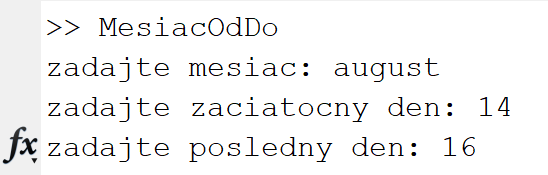 >> MesiacOdDo
zadajte mesiac: august
zadajte zaciatocny den: 14
fx zadajte posledny den: 16